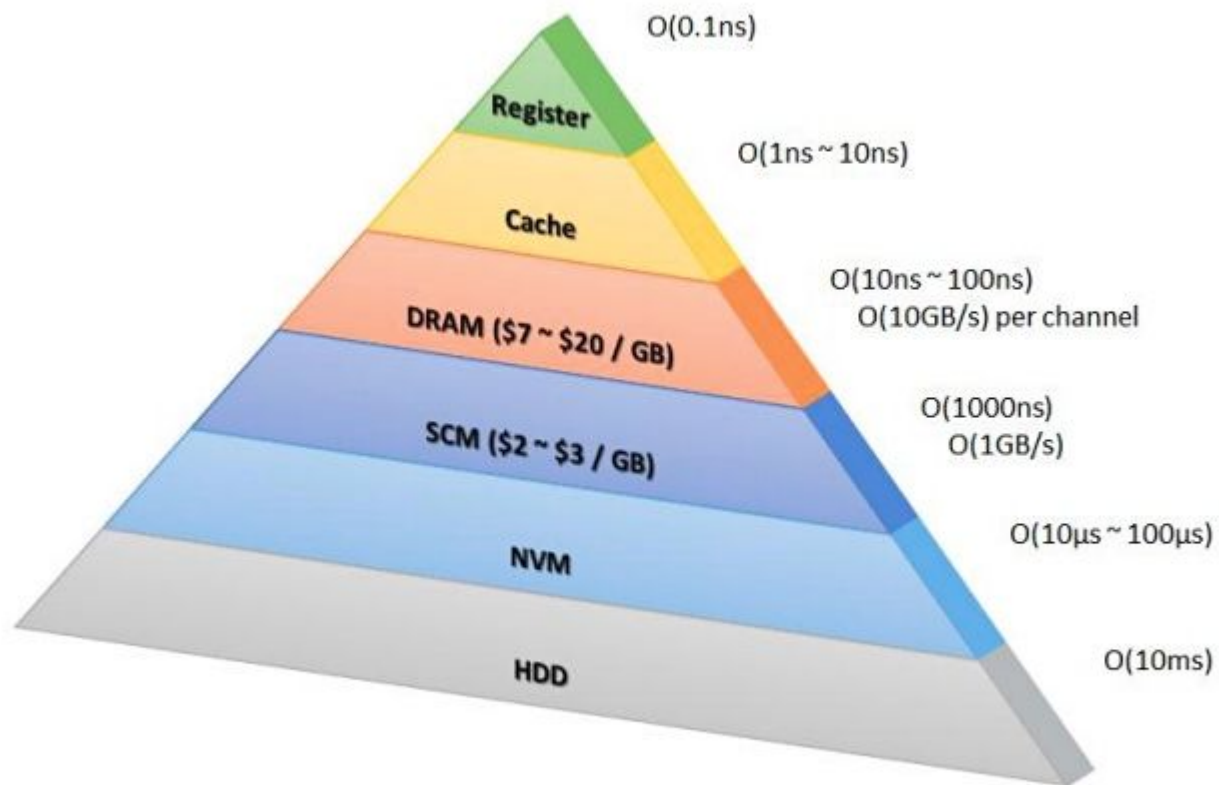 O(0.1ns)
Register
O(1ns ~ 10ns)
Cache
O(10ns ~ 100ns)
O(10GB/s) per channel
DRAM ($7 ~ $20 / GB)
O(1000ns)
O(1GB/s)
SCM ($2 ~ $3 / GB)
O(10µs ~ 100µs)
NVM
O(10ms)
HDD